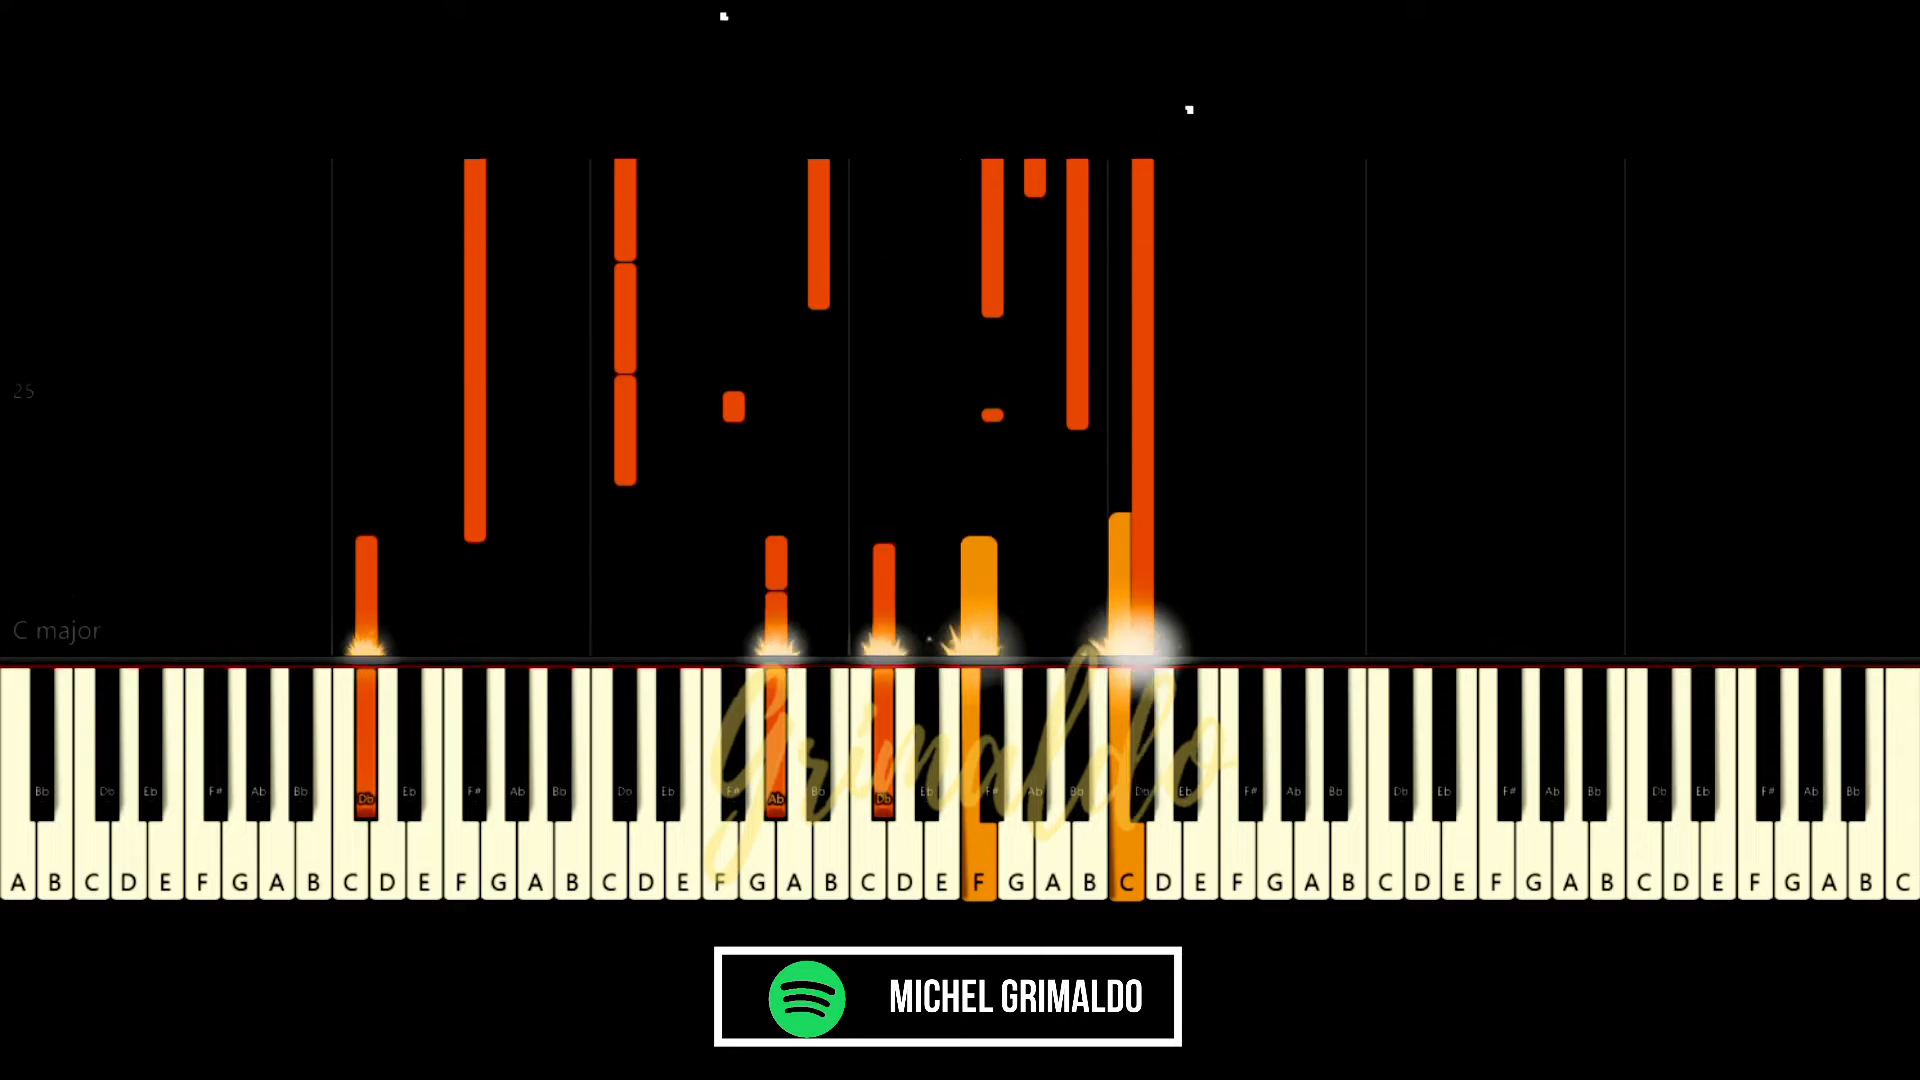 25
C major
Bb Db Eb F# Ab Bb Db Eb F# Ab Bb Db Eb F# Ab Bb Db Eb F# Ab Bb Db Eb F# Ab Bb Db Eb F# Ab Bb Db Eb F# Ab Bb
Grimaldo
A B C D E F G A B C D E F G A B C D E F G A B C D E F G A B C D E F G A B C D E F G A B C D E F G A B C
MICHEL GRIMALDO